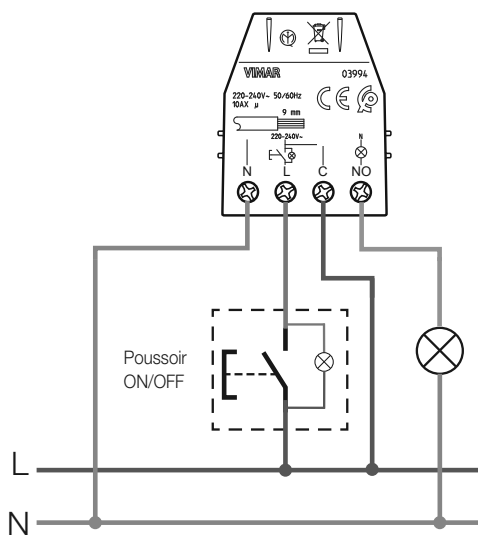 VIMAR 03994
220-240V~ 50/60Hz
10AX µ
9 mm
220-240V~
N
N L C NO
Poussoir
ON/OFF
L
N